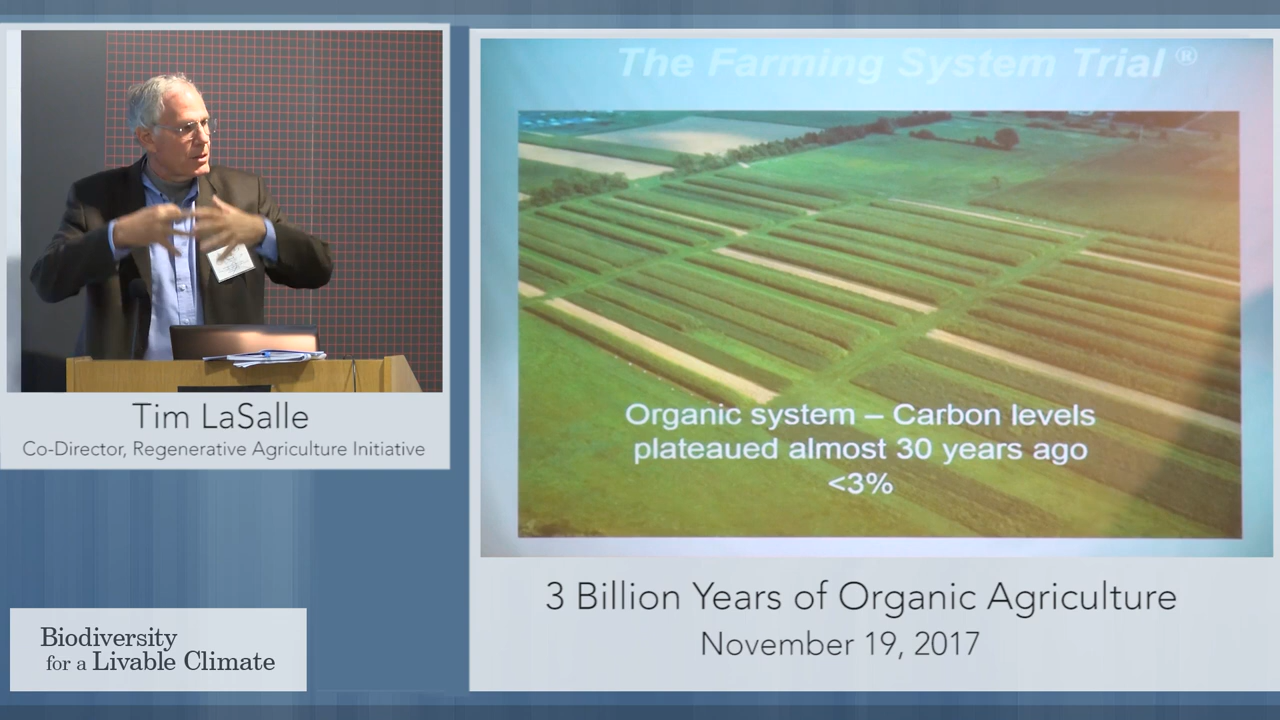 Tim LaSalle
Co-Director, Regenerative Agriculture Initiative
Biodiversity
for a Livable Climate
The Farming System Trial ®
Organic system – Carbon levels
plateaued almost 30 years ago
<3%
3 Billion Years of Organic Agriculture
November 19, 2017